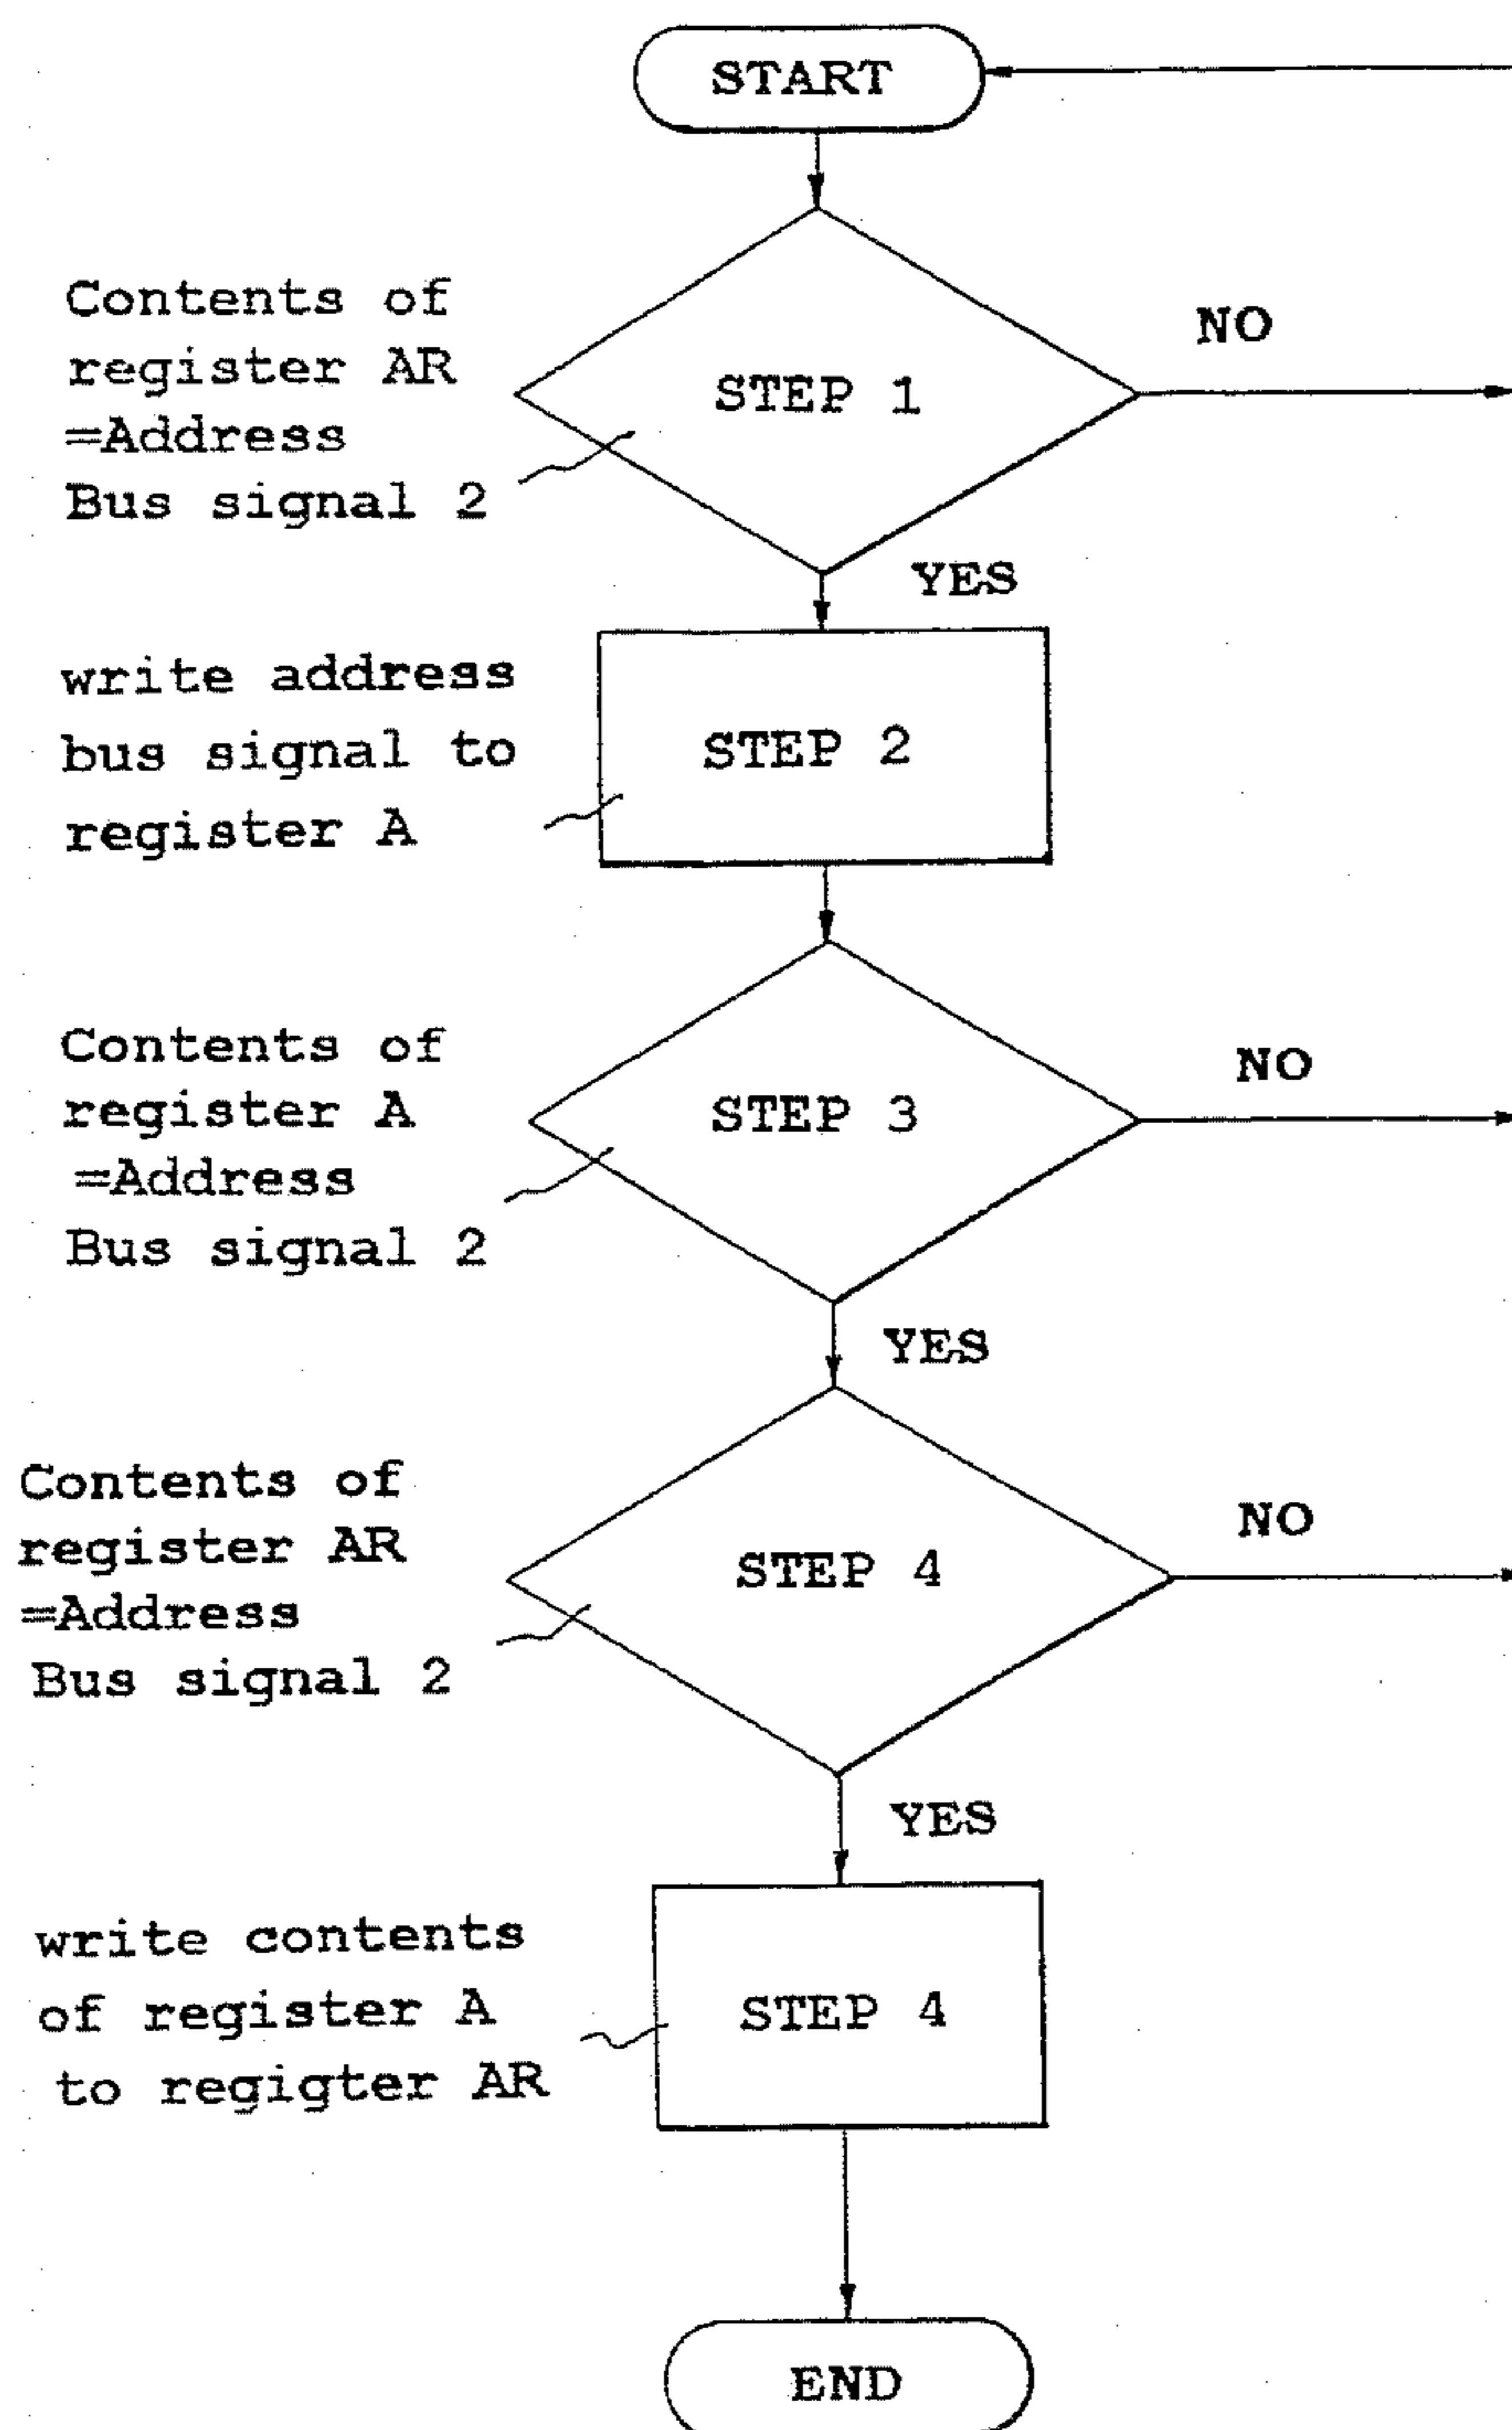 START
Contents of
register AR
=Address
Bus signal 2
STEP 1
NO
YES
write address
bus signal to
register A
STEP 2
Contents of
register A
=Address
Bus signal 2
STEP 3
NO
YES
Contents of
register AR
=Address
Bus signal 2
STEP 4
NO
YES
write contents
of register A
to regigter AR
STEP 4
END